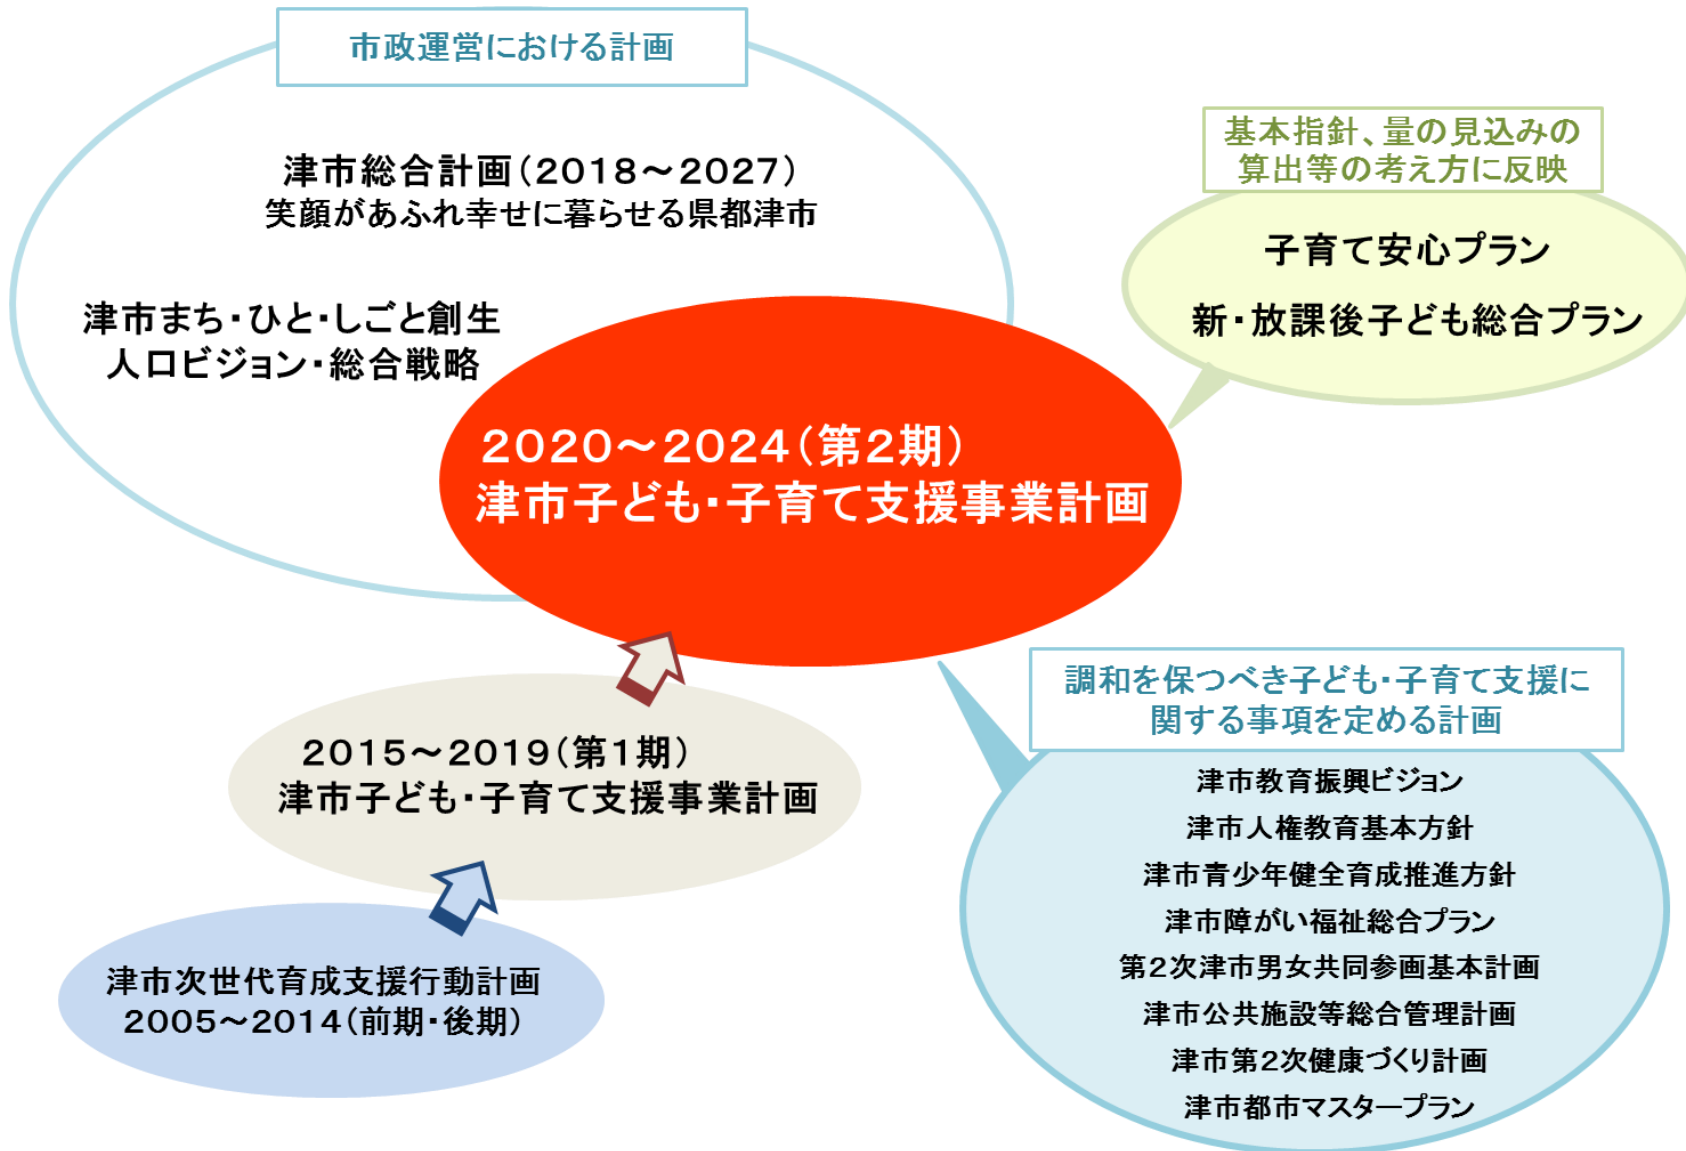 市政運営における計画
津市総合計画(2018～2027)
笑顔があふれ幸せに暮らせる県都津市
津市まち・ひと・しごと創生
人口ビジョン・総合戦略
基本指針、量の見込みの
算出等の考え方に反映
子育て安心プラン
新・放課後子ども総合プラン
2020～2024(第2期)
津市子ども・子育て支援事業計画
2015～2019(第1期)
津市子ども・子育て支援事業計画
津市次世代育成支援行動計画
2005～2014(前期・後期)
調和を保つべき子ども・子育て支援に
関する事項を定める計画
津市教育振興ビジョン
津市人権教育基本方針
津市青少年健全育成推進方針
津市障がい福祉総合プラン
第2次津市男女共同参画基本計画
津市公共施設等総合管理計画
津市第2次健康づくり計画
津市都市マスタープラン